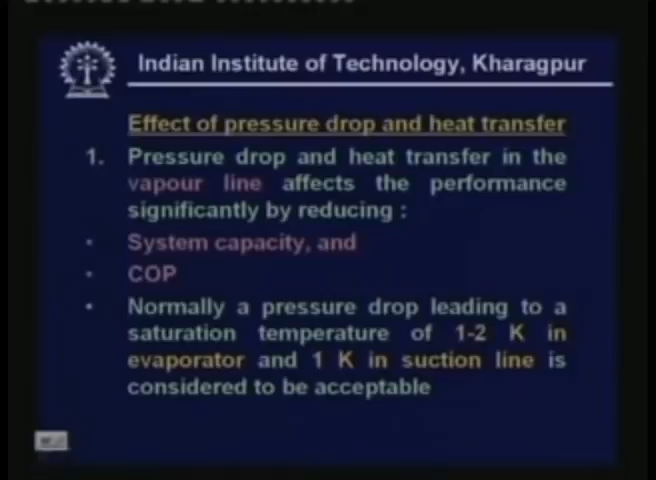 Indian Institute of Technology, Kharagpur
Effect of pressure drop and heat transfer
1. Pressure drop and heat transfer in the
vapour line affects the performance
significantly by reducing :
• System capacity, and
• COP
• Normally a pressure drop leading to a
saturation temperature of 1-2 K in
evaporator and 1 K in suction line is
considered to be acceptable